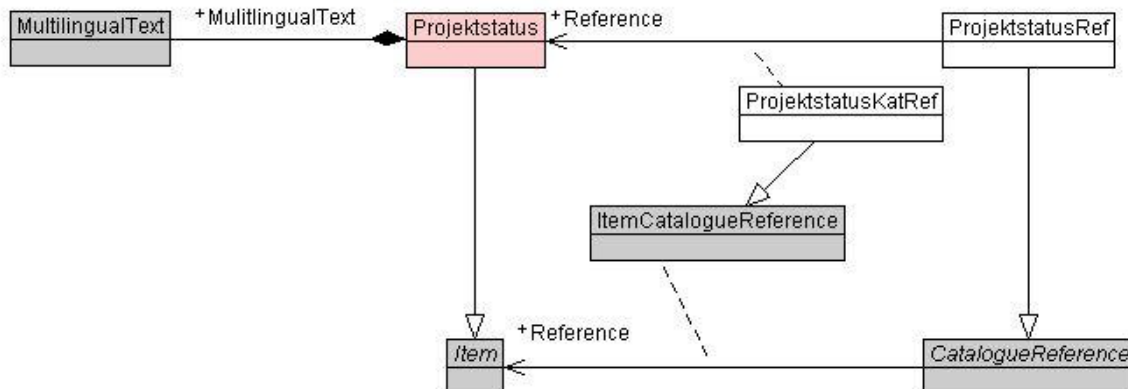 MultilingualText
+MulitlingualText
Projektstatus
+Reference
ProjektstatusRef
ProjektstatusKatRef
ItemCatalogueReference
+Reference
Item
CatalogueReference